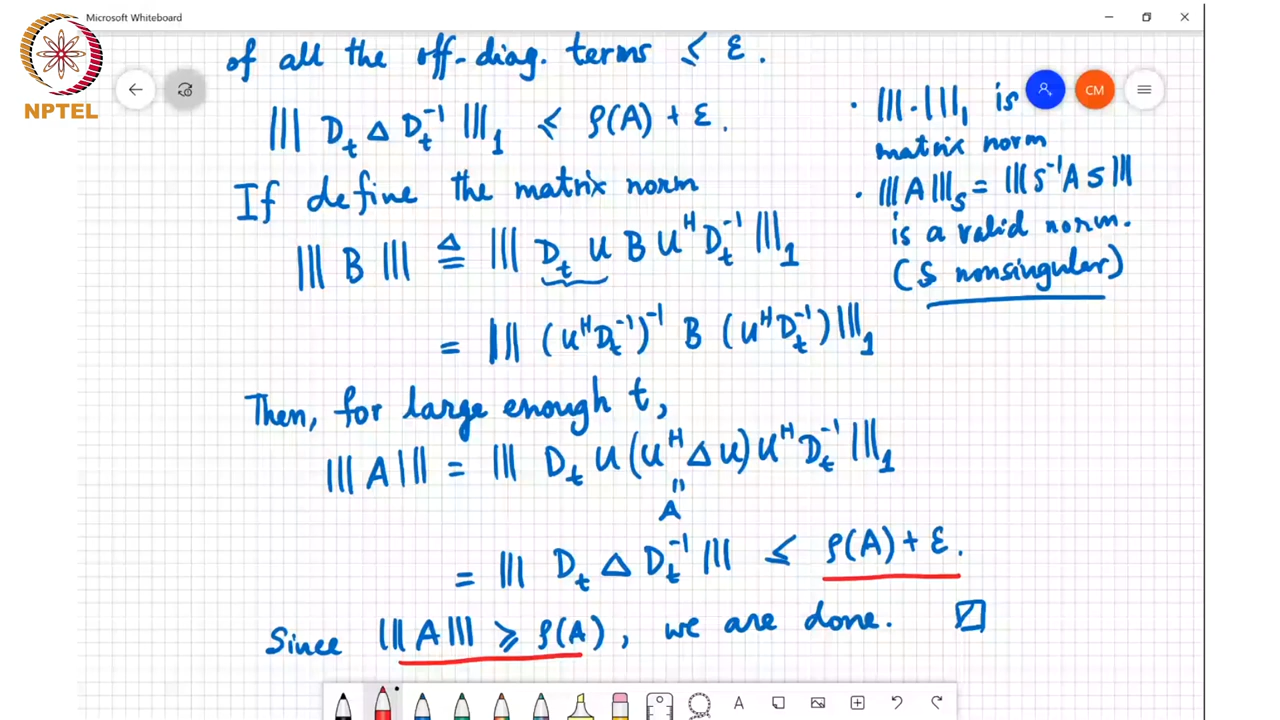 Microsoft Whiteboard
NPTEL
CM
of all the off-diag. terms ≤ ε.
||| D_t Δ D_t^{-1} |||_1 ≤ ρ(A) + ε.
If define the matrix norm
||| B ||| ≜ ||| D_t U B U^H D_t^{-1} |||_1
= ||| (U^H D_t^{-1})^{-1} B (U^H D_t^{-1}) |||_1
Then, for large enough t,
||| A ||| = ||| D_t U (U^H Δ U) U^H D_t^{-1} |||_1
"
A
= ||| D_t Δ D_t^{-1} ||| ≤ ρ(A) + ε.
Since ||| A ||| ≥ ρ(A), we are done.
· ||| · |||_1 is
matrix norm
· ||| A |||_S = ||| S^{-1} A S |||
is a valid norm.
(S nonsingular)
A